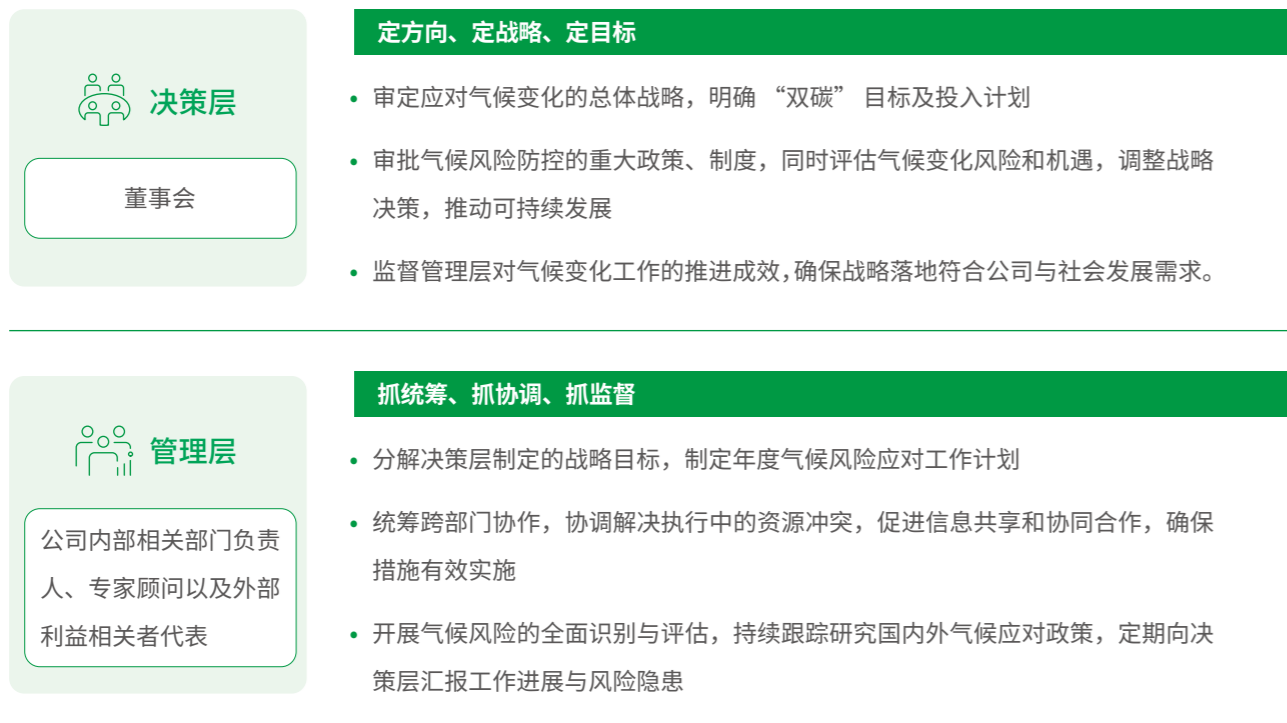 决策层
董事会
定方向、定战略、定目标
• 审定应对气候变化的总体战略，明确 “双碳” 目标及投入计划
• 审批气候风险防控的重大政策、制度，同时评估气候变化风险和机遇，调整战略
决策，推动可持续发展
• 监督管理层对气候变化工作的推进成效，确保战略落地符合公司与社会发展需求。
管理层
公司内部相关部门负责
人、专家顾问以及外部
利益相关者代表
抓统筹、抓协调、抓监督
• 分解决策层制定的战略目标，制定年度气候风险应对工作计划
• 统筹跨部门协作，协调解决执行中的资源冲突，促进信息共享和协同合作，确保
措施有效实施
• 开展气候风险的全面识别与评估，持续跟踪研究国内外气候应对政策，定期向决
策层汇报工作进展与风险隐患